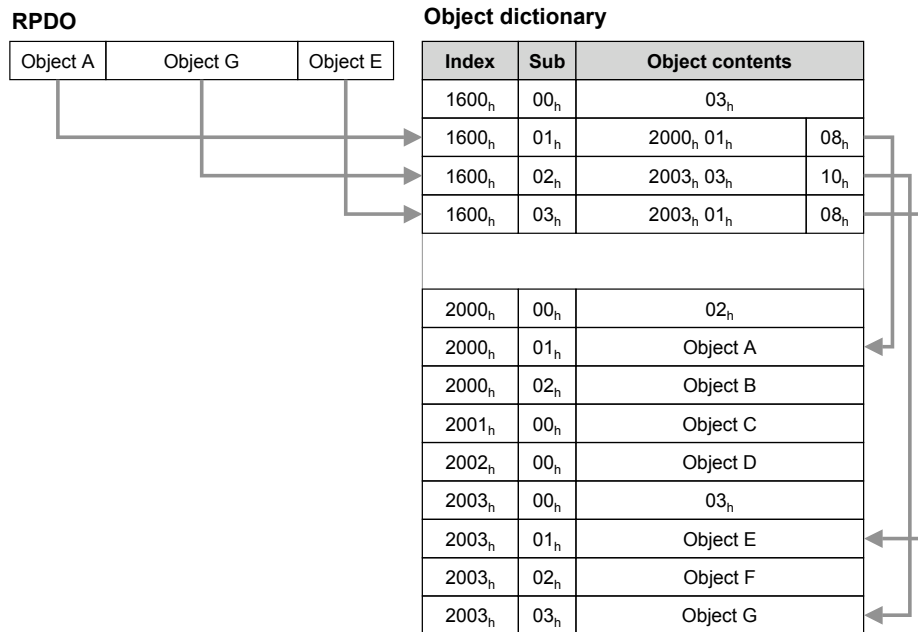 RPDO
Object A Object G Object E
Object dictionary
Index Sub Object contents
1600h 00h 03h
1600h 01h 2000h 01h 08h
1600h 02h 2003h 03h 10h
1600h 03h 2003h 01h 08h
2000h 00h 02h
2000h 01h Object A
2000h 02h Object B
2001h 00h Object C
2002h 00h Object D
2003h 00h 03h
2003h 01h Object E
2003h 02h Object F
2003h 03h Object G